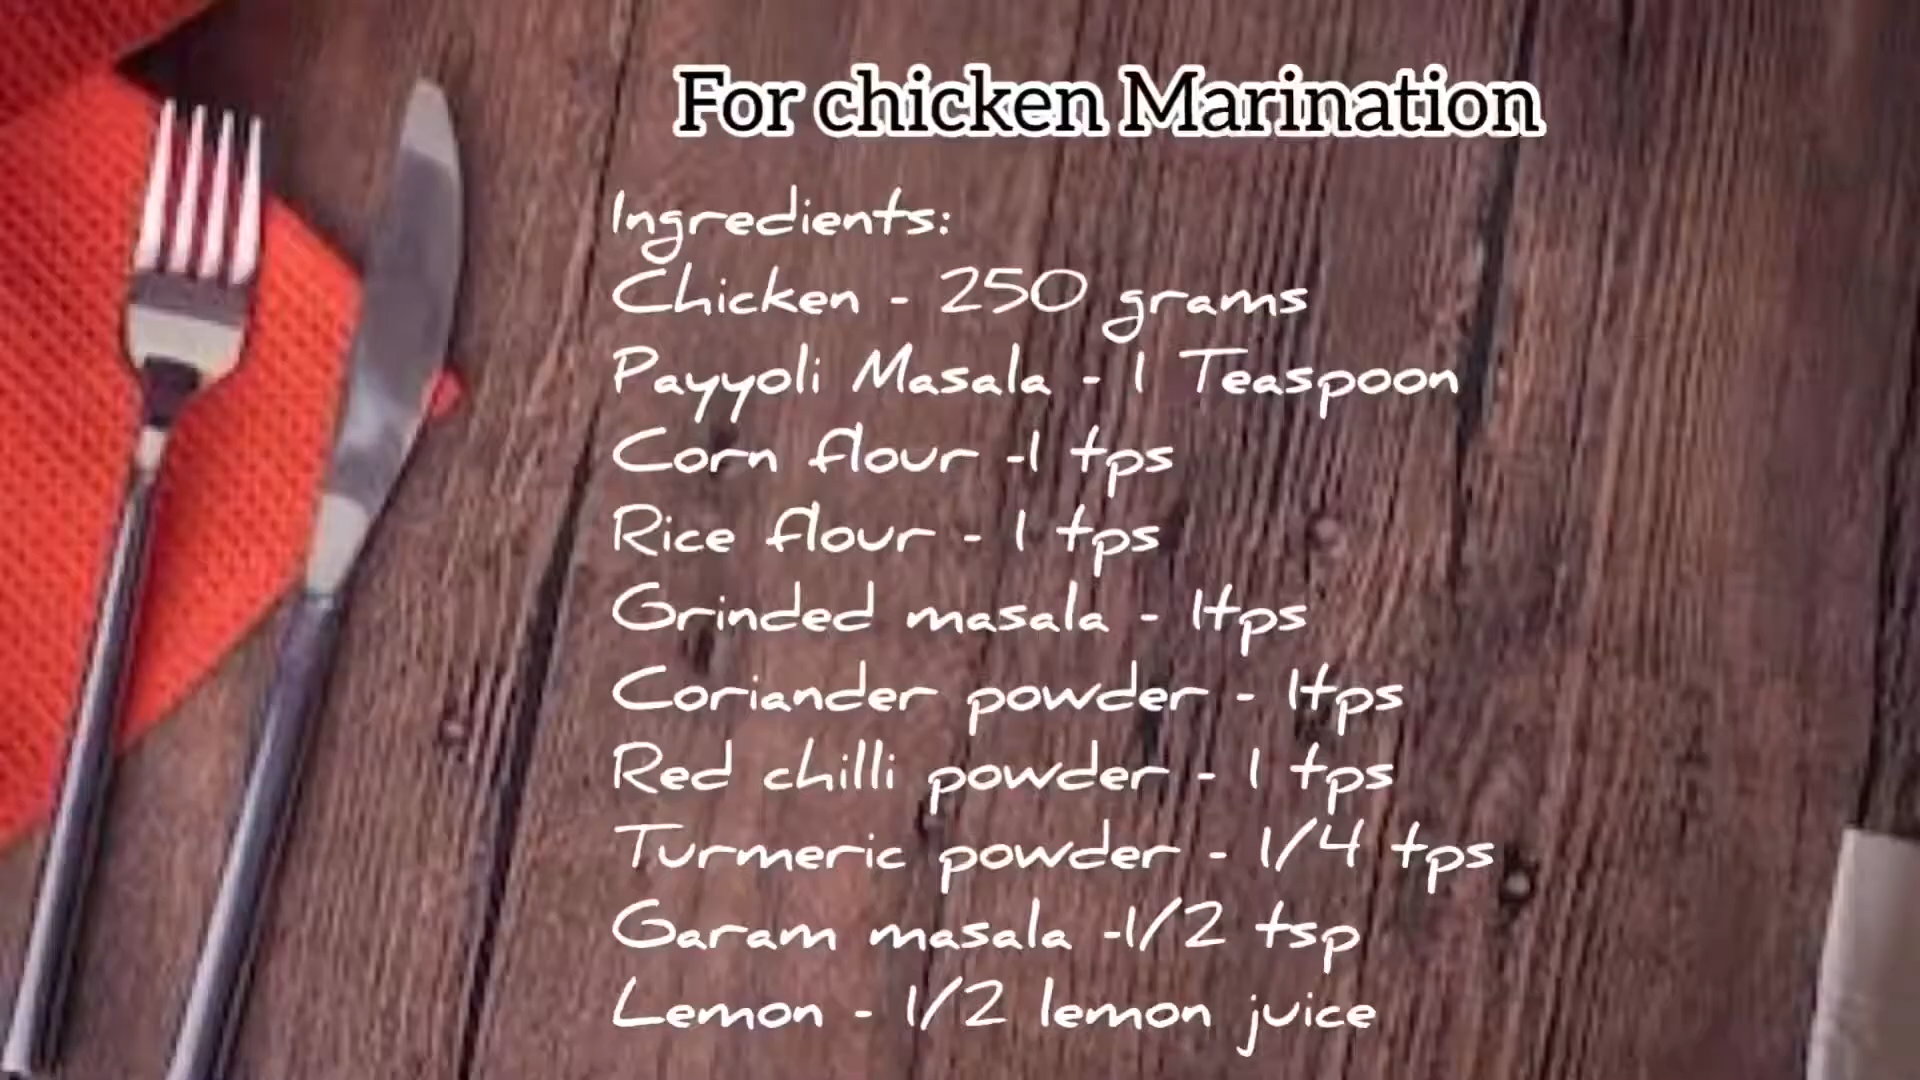 For chicken Marination
Ingredients:
Chicken - 250 grams
Payyoli Masala - 1 Teaspoon
Corn flour -1 tps
Rice flour - 1 tps
Grinded masala - 1tps
Coriander powder - 1tps
Red chilli powder - 1 tps
Turmeric powder - 1/4 tps
Garam masala -1/2 tsp
Lemon - 1/2 lemon juice